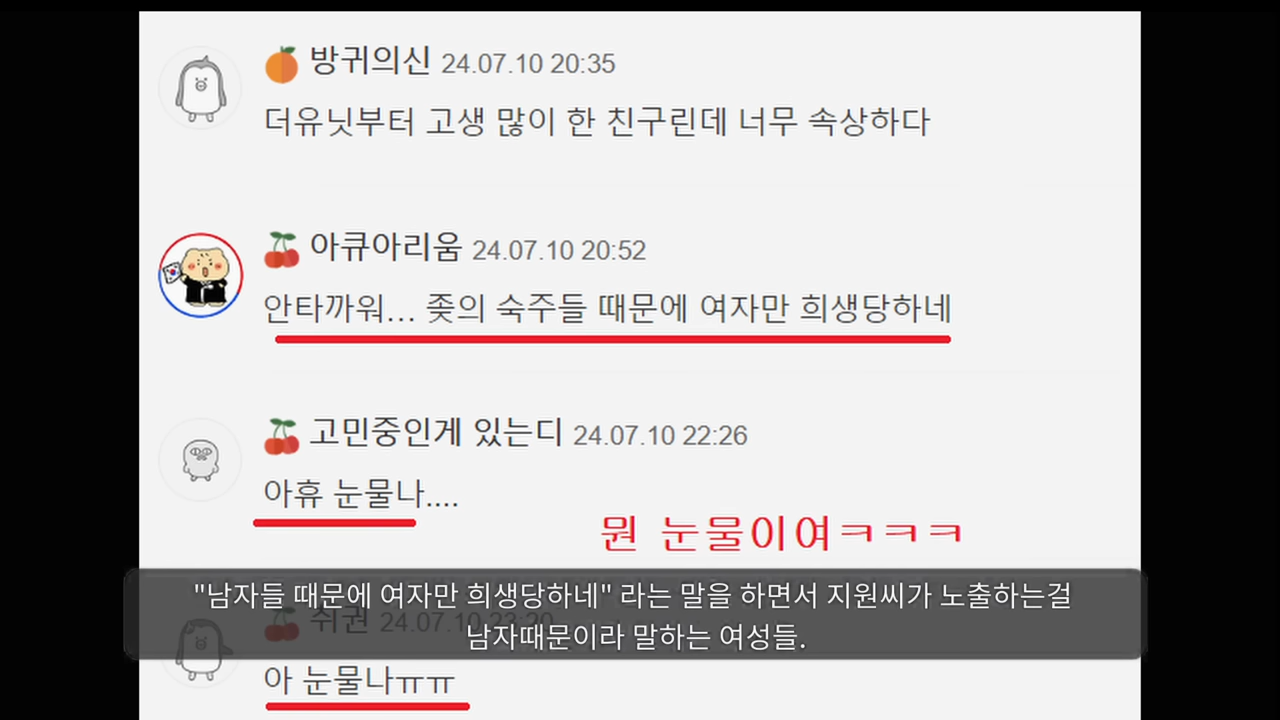 방귀의신 24.07.10 20:35
더유닛부터 고생 많이 한 친구린데 너무 속상하다
아큐아리움 24.07.10 20:52
안타까워... 좆의 숙주들 때문에 여자만 희생당하네
고민중인게 있는디 24.07.10 22:26
아휴 눈물나....
뭔 눈물이여ㅋㅋㅋ
"남자들 때문에 여자만 희생당하네" 라는 말을 하면서 지원씨가 노출하는걸
쉬권 24.07.10 23:20
남자때문이라 말하는 여성들.
아 눈물나ㅠㅠ